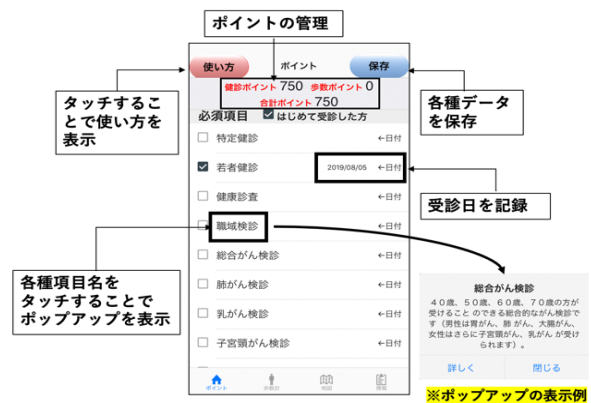 ポイントの管理
使い方
ポイント
保存
健診ポイント 750 歩数ポイント 0
合計ポイント 750
必須項目 はじめて受診した方
特定健診 ←日付
若者健診 2019/08/05 ←日付
健康診査 ←日付
職域検診 ←日付
総合がん検診 ←日付
肺がん検診 ←日付
乳がん検診 ←日付
子宮頸がん検診 ←日付
ポイント
歩数計
地図
情報
タッチするこ
とで使い方を
表示
各種データ
を保存
受診日を記録
各種項目名を
タッチすることで
ポップアップを表示
総合がん検診
４０歳、５０歳、６０歳、７０歳の方が
受けること のできる総合的ながん検診で
す（男性は胃がん、肺 がん、大腸がん、
女性はさらに子宮頸がん、乳がん が受け
られます）。
詳しく
閉じる
※ポップアップの表示例